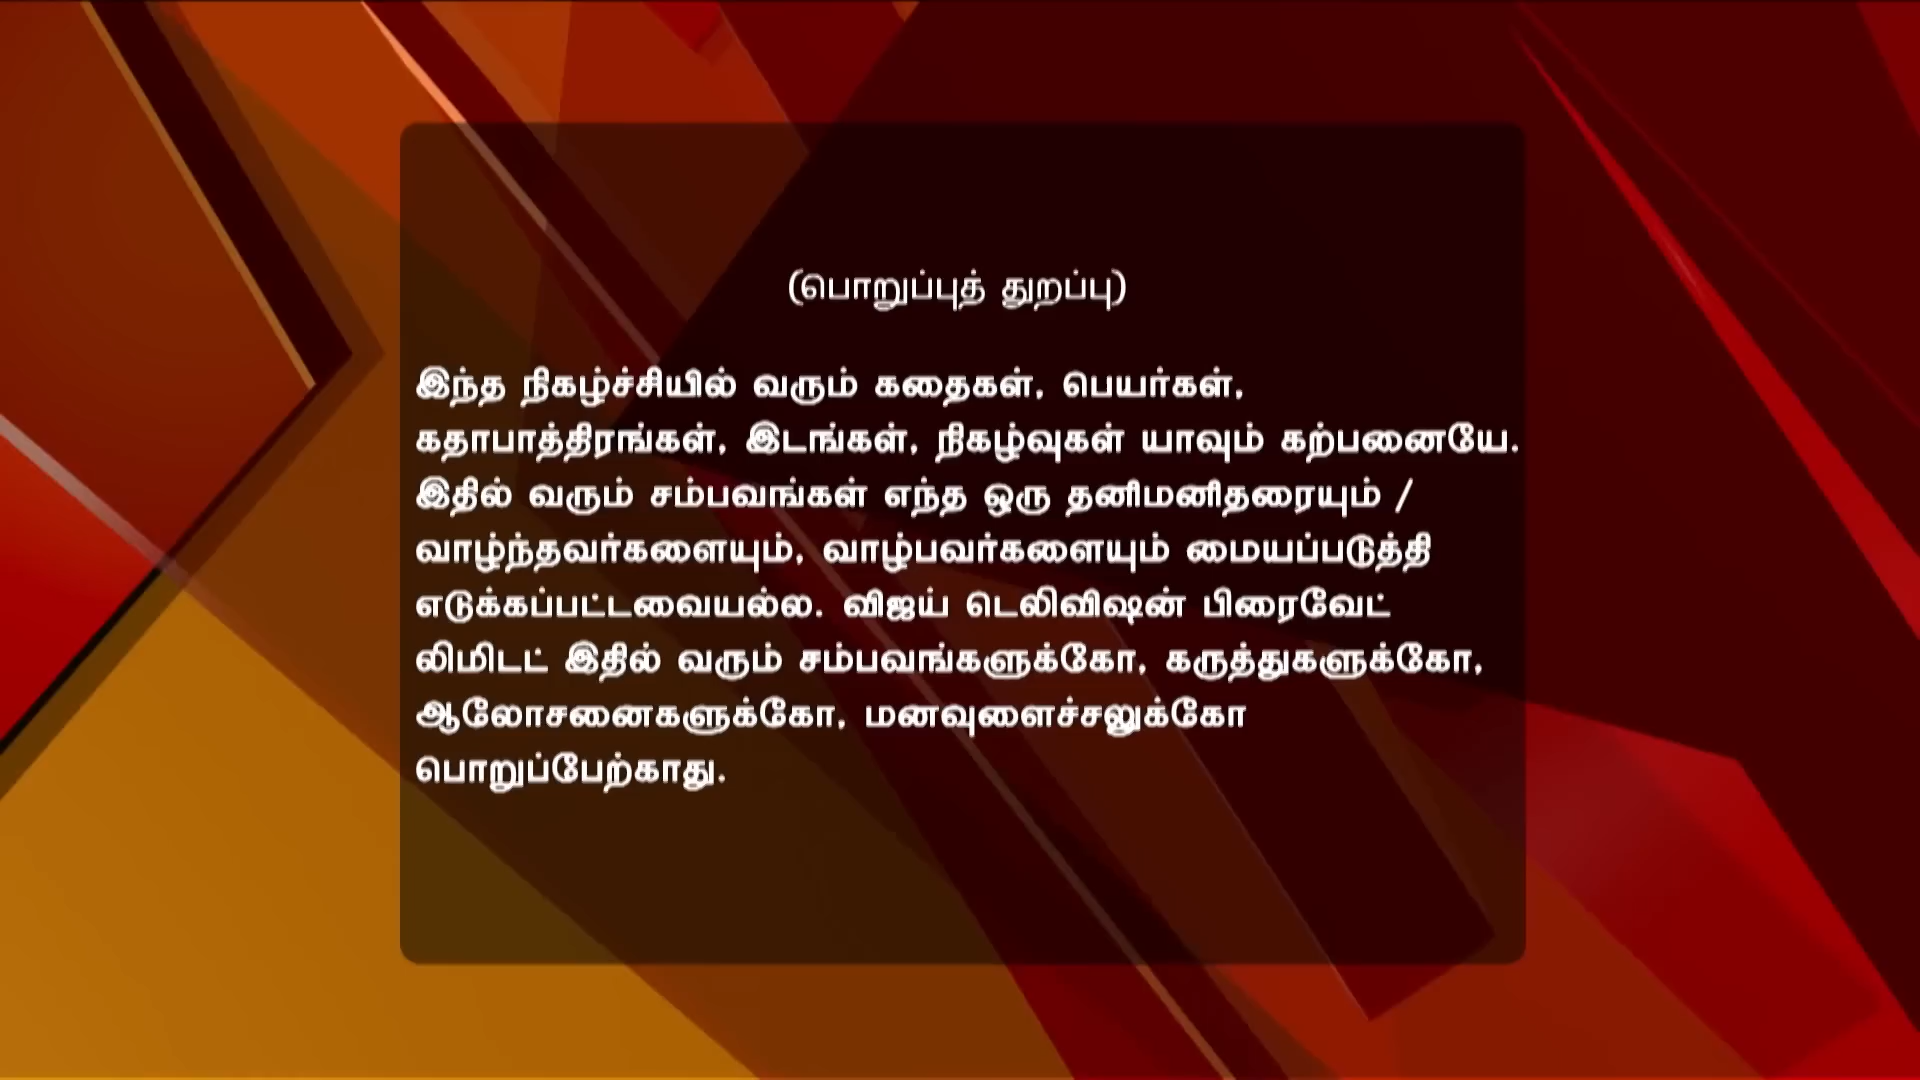 (பொறுப்புத் துறப்பு)
இந்த நிகழ்ச்சியில் வரும் கதைகள், பெயர்கள்,
கதாபாத்திரங்கள், இடங்கள், நிகழ்வுகள் யாவும் கற்பனையே.
இதில் வரும் சம்பவங்கள் எந்த ஒரு தனிமனிதரையும் /
வாழ்ந்தவர்களையும், வாழ்பவர்களையும் மையப்படுத்தி
எடுக்கப்பட்டவையல்ல. விஜய் டெலிவிஷன் பிரைவேட்
லிமிடட் இதில் வரும் சம்பவங்களுக்கோ, கருத்துகளுக்கோ,
ஆலோசனைகளுக்கோ, மனவுளைச்சலுக்கோ
பொறுப்பேற்காது.